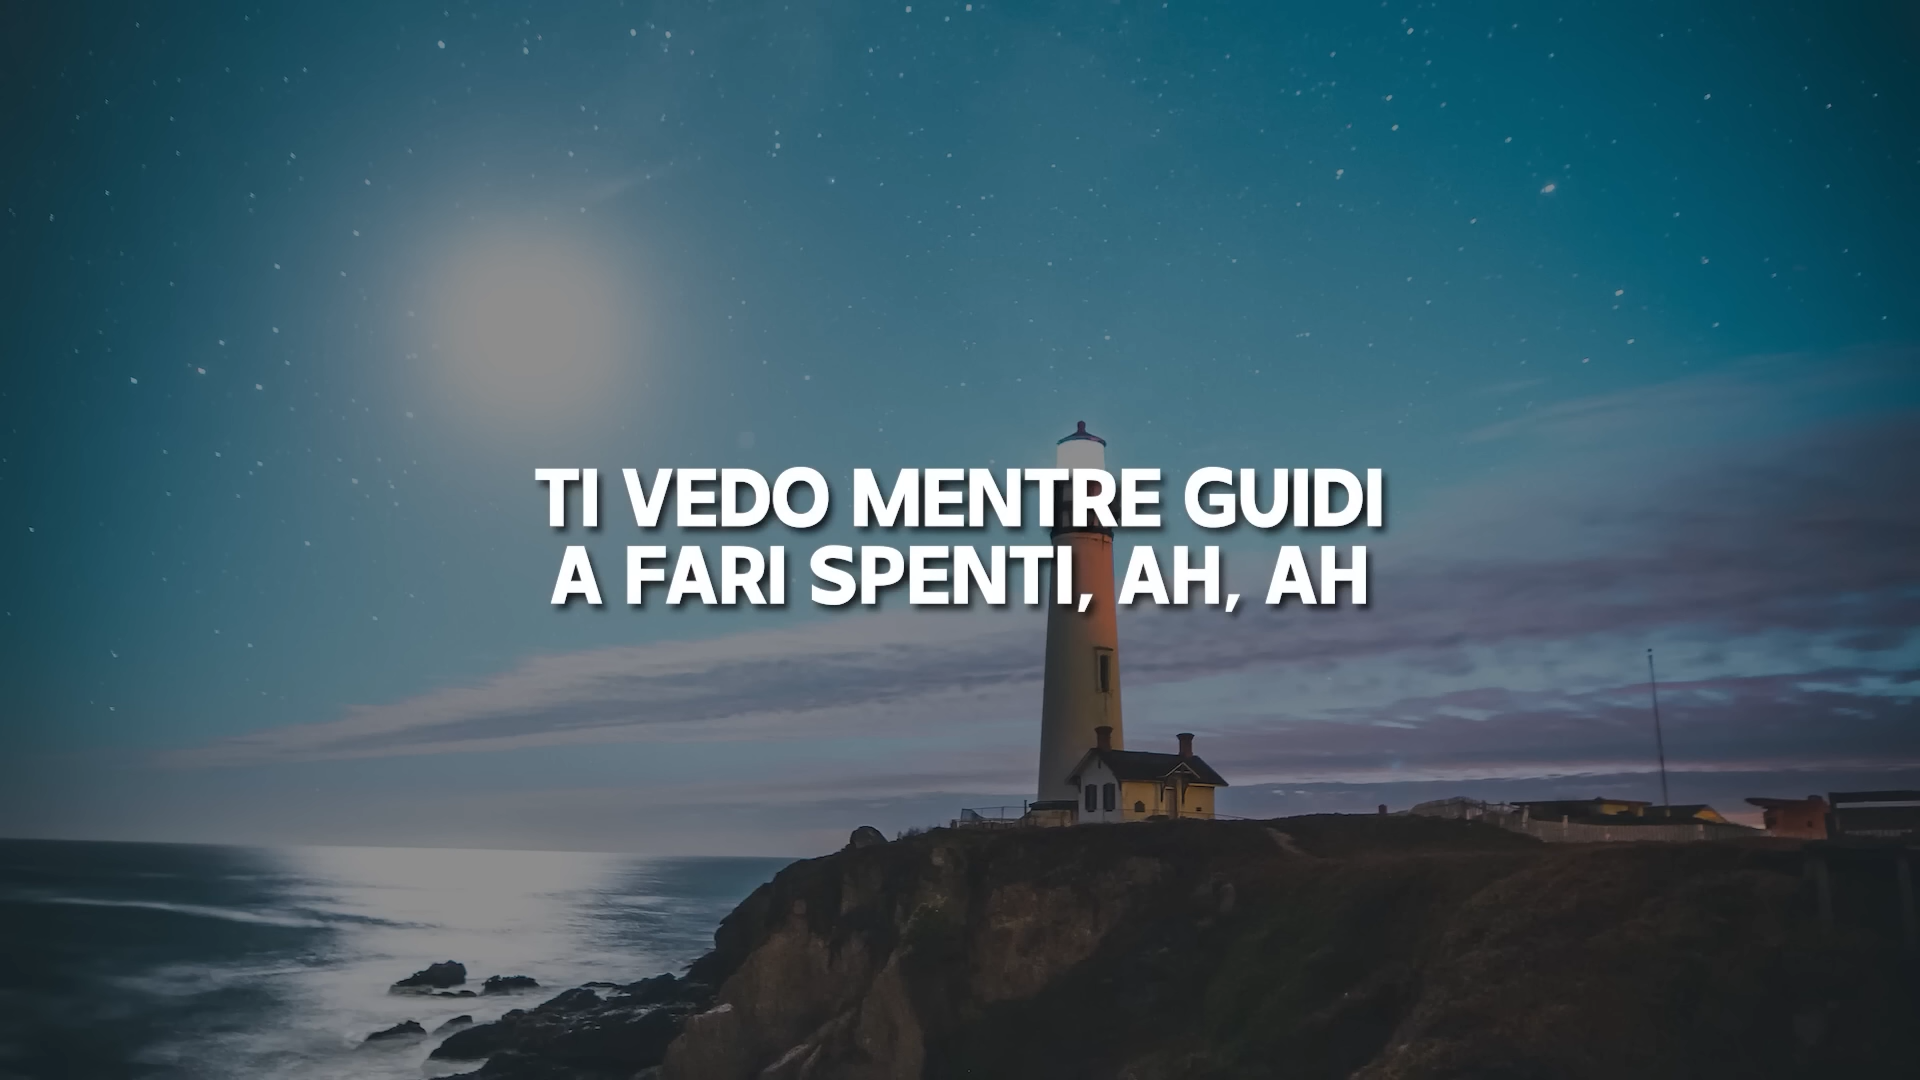 TI VEDO MENTRE GUIDI
A FARI SPENTI, AH, AH